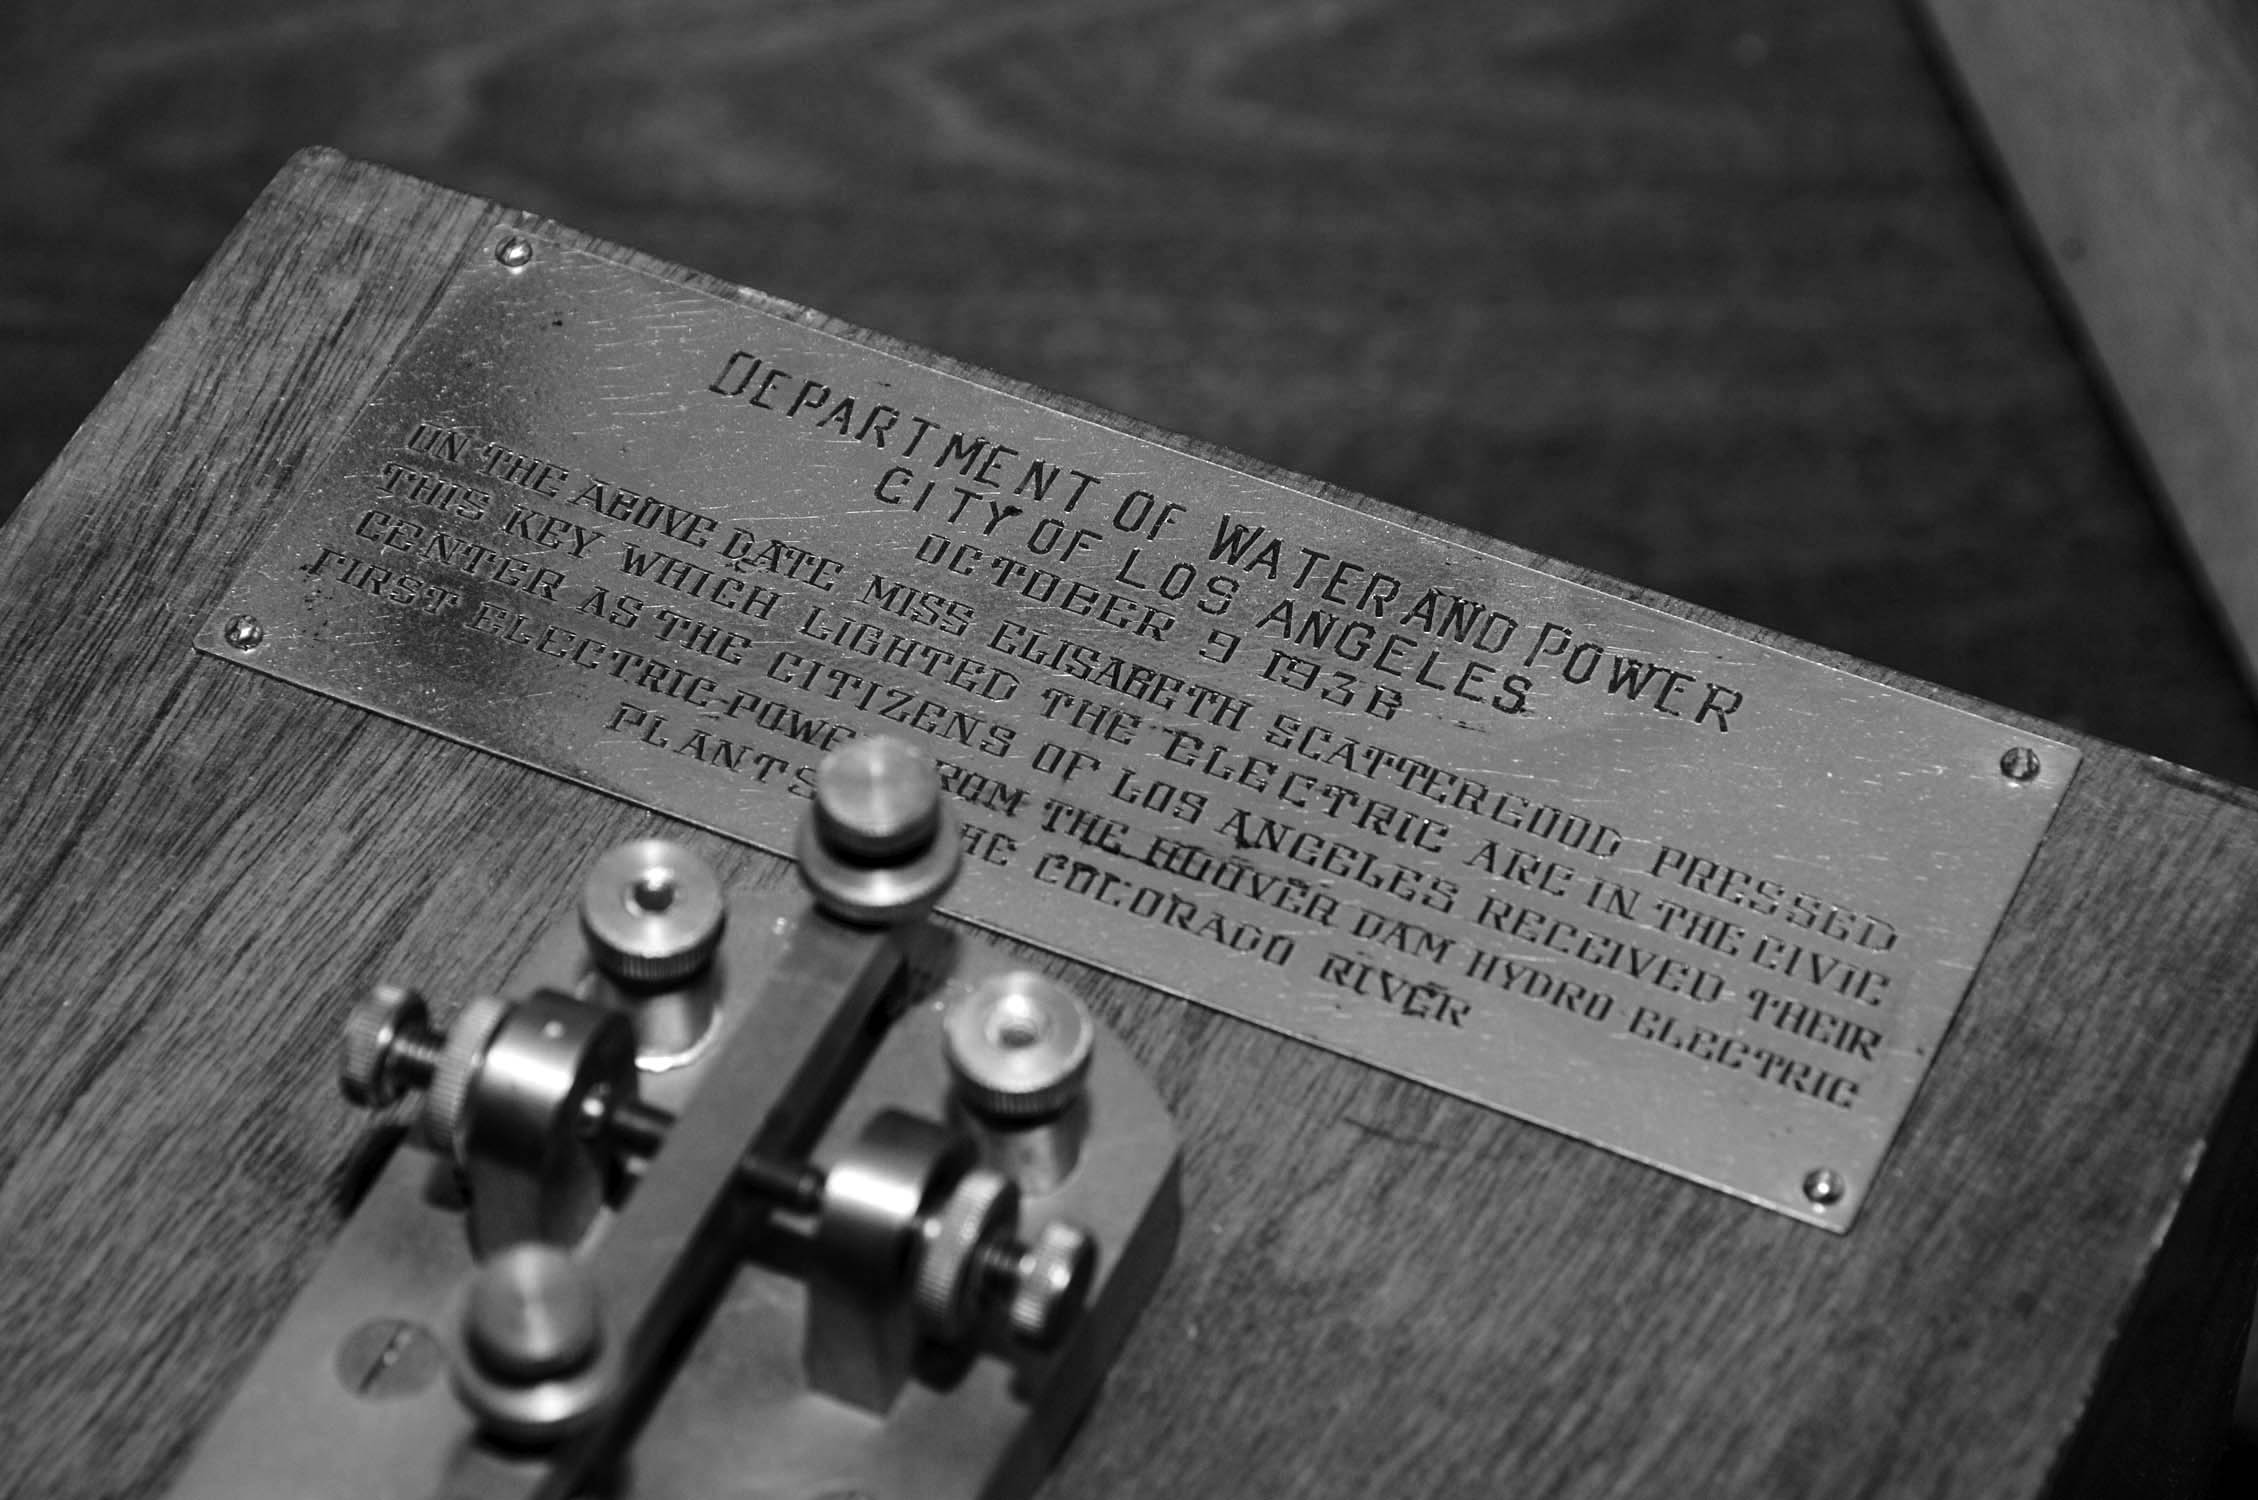 DEPARTMENT OF WATER AND POWER
CITY OF LOS ANGELES
OCTOBER 9 1936
ON THE ABOVE DATE MISS ELISABETH SCATTERGOOD PRESSED
THIS KEY WHICH LIGHTED THE ELECTRIC ARC IN THE CIVIC
CENTER AS THE CITIZENS OF LOS ANGELES RECEIVED THEIR
FIRST ELECTRIC-POWER FROM THE HOOVER DAM HYDRO ELECTRIC
PLANTS THE COLORADO RIVER